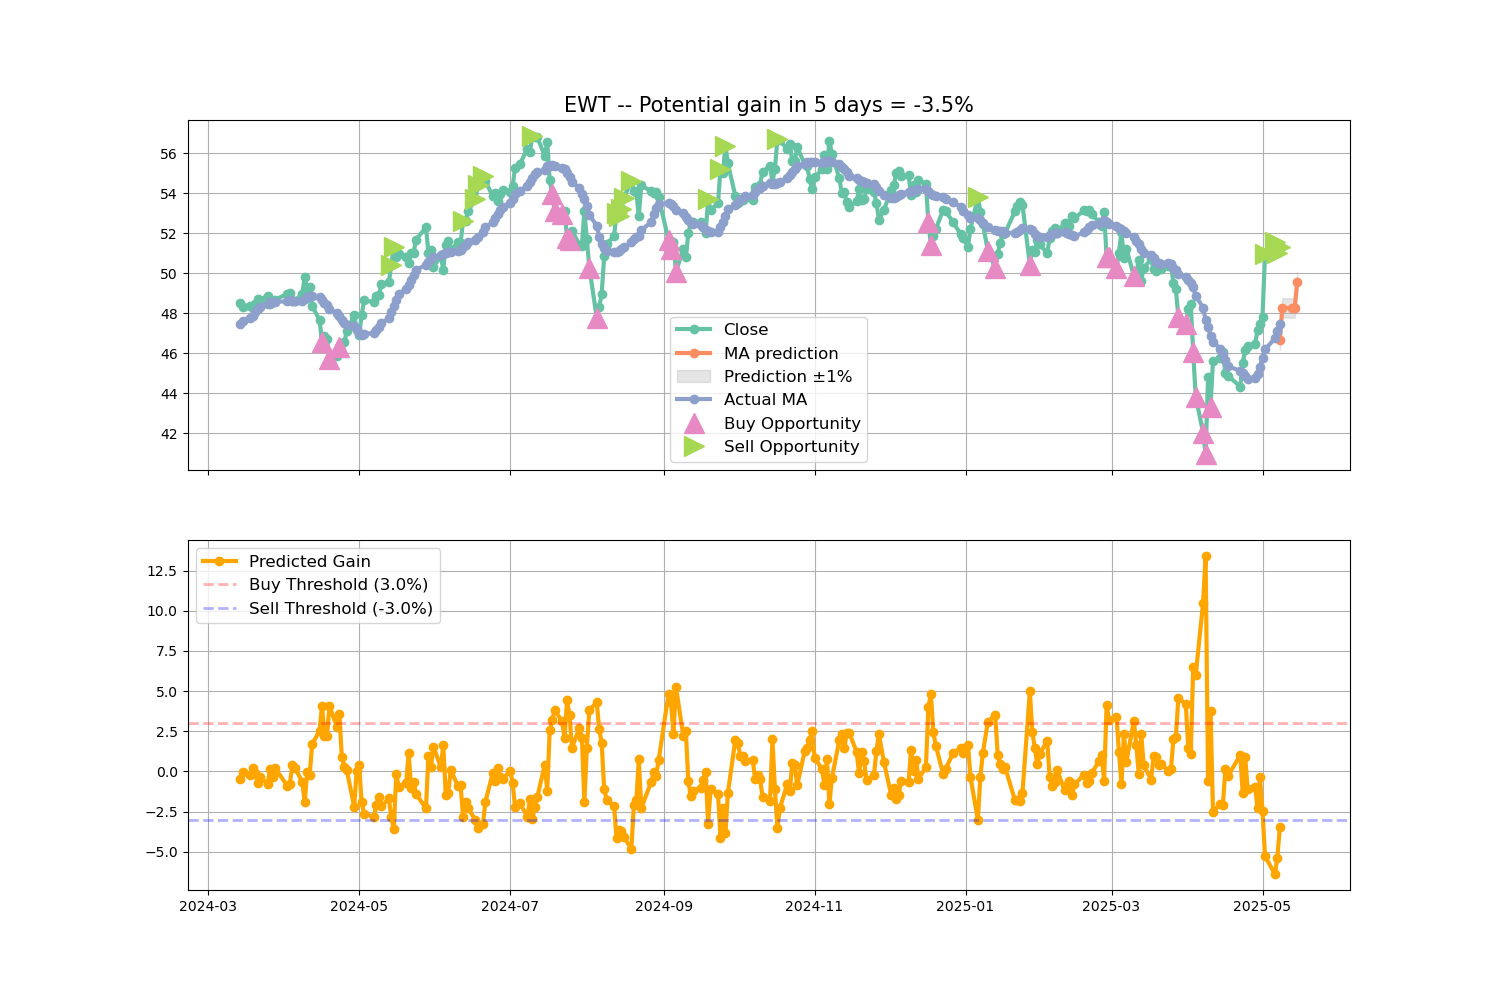 EWT -- Potential gain in 5 days = -3.5%
56
54
52
50
48
46
44
42
Close
MA prediction
Prediction ±1%
Actual MA
Buy Opportunity
Sell Opportunity
Predicted Gain
Buy Threshold (3.0%)
Sell Threshold (-3.0%)
12.5
10.0
7.5
5.0
2.5
0.0
−2.5
−5.0
2024-03 2024-05 2024-07 2024-09 2024-11 2025-01 2025-03 2025-05